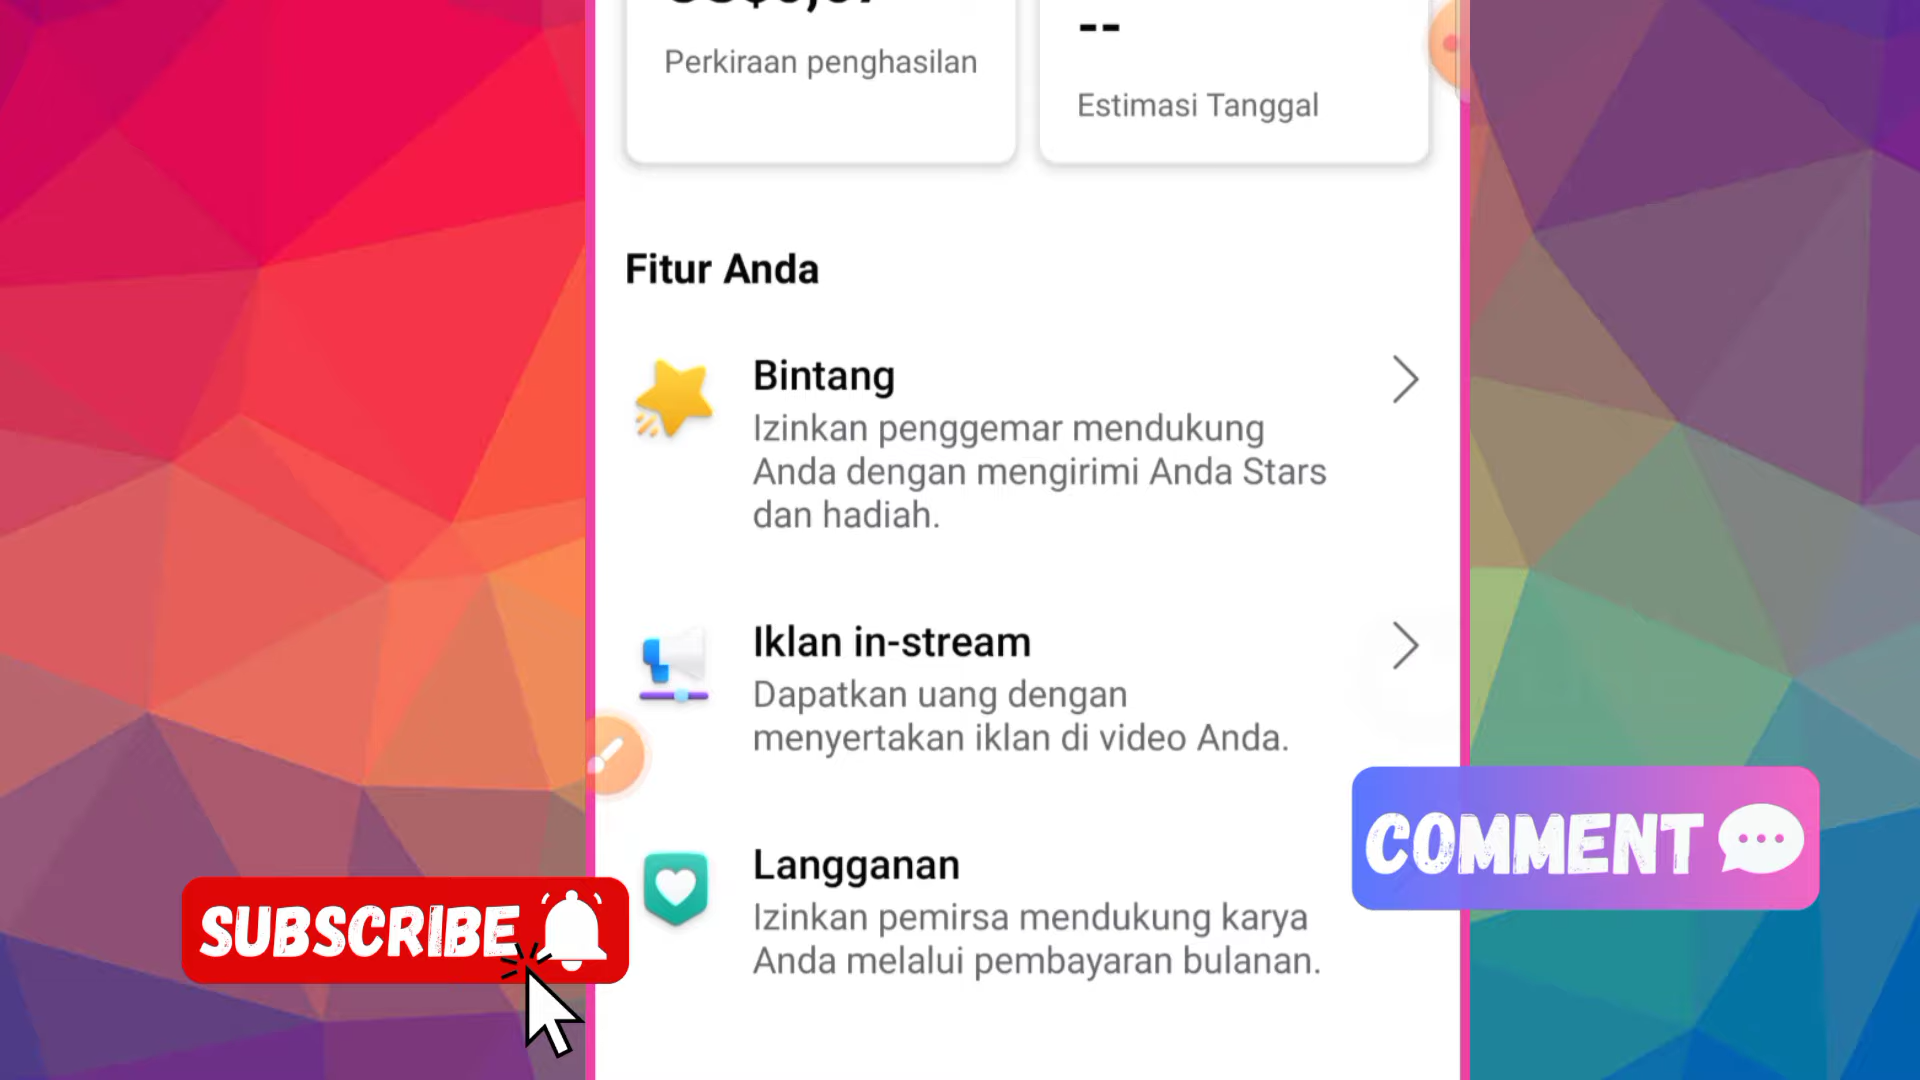 --
Perkiraan penghasilan
Estimasi Tanggal
Fitur Anda
Bintang
Izinkan penggemar mendukung
Anda dengan mengirimi Anda Stars
dan hadiah.
Iklan in-stream
Dapatkan uang dengan
menyertakan iklan di video Anda.
COMMENT
Langganan
Izinkan pemirsa mendukung karya
Anda melalui pembayaran bulanan.
SUBSCRIBE